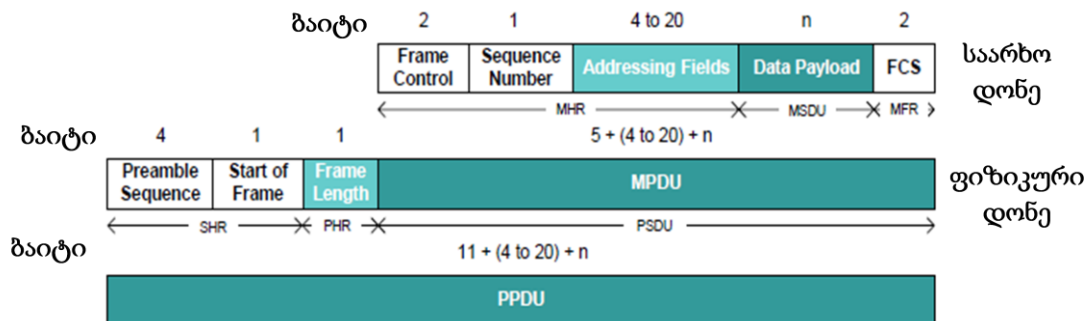 ბაიტი 2 1 4 to 20 n 2
Frame Control Sequence Number Addressing Fields Data Payload FCS
საარხო დონე
MHR MSDU MFR
ბაიტი 4 1 1 5 + (4 to 20) + n
Preamble Sequence Start of Frame Frame Length MPDU
ფიზიკური დონე
SHR PHR PSDU
ბაიტი 11 + (4 to 20) + n
PPDU